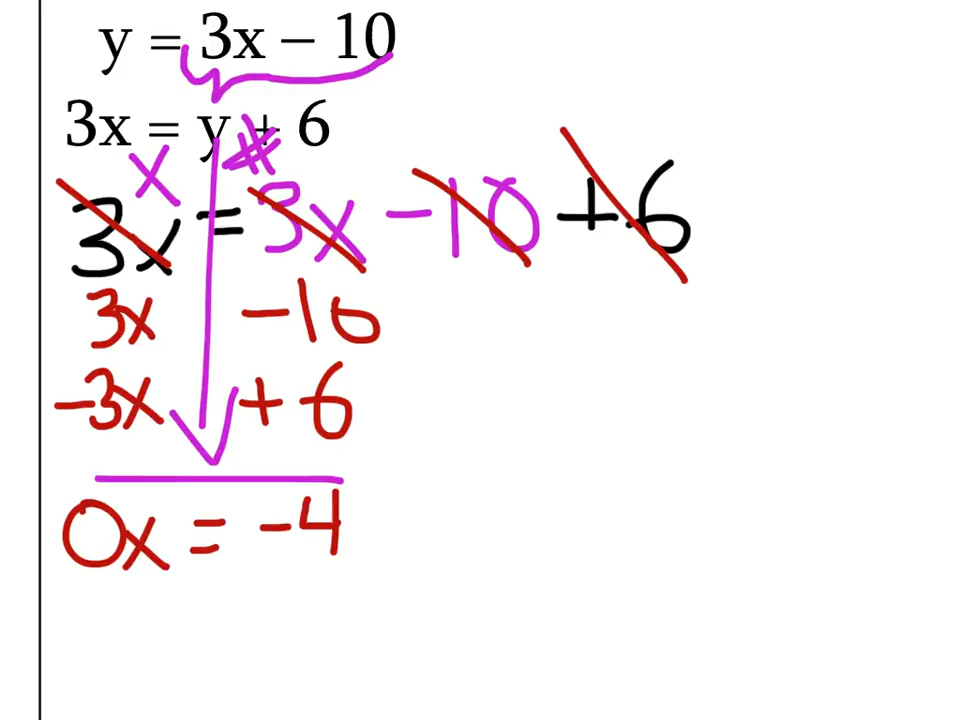 y = 3x – 10
3x = y + 6
x #
3x = 3x - 10 + 6
3x - 10
-3x + 6
0x = -4